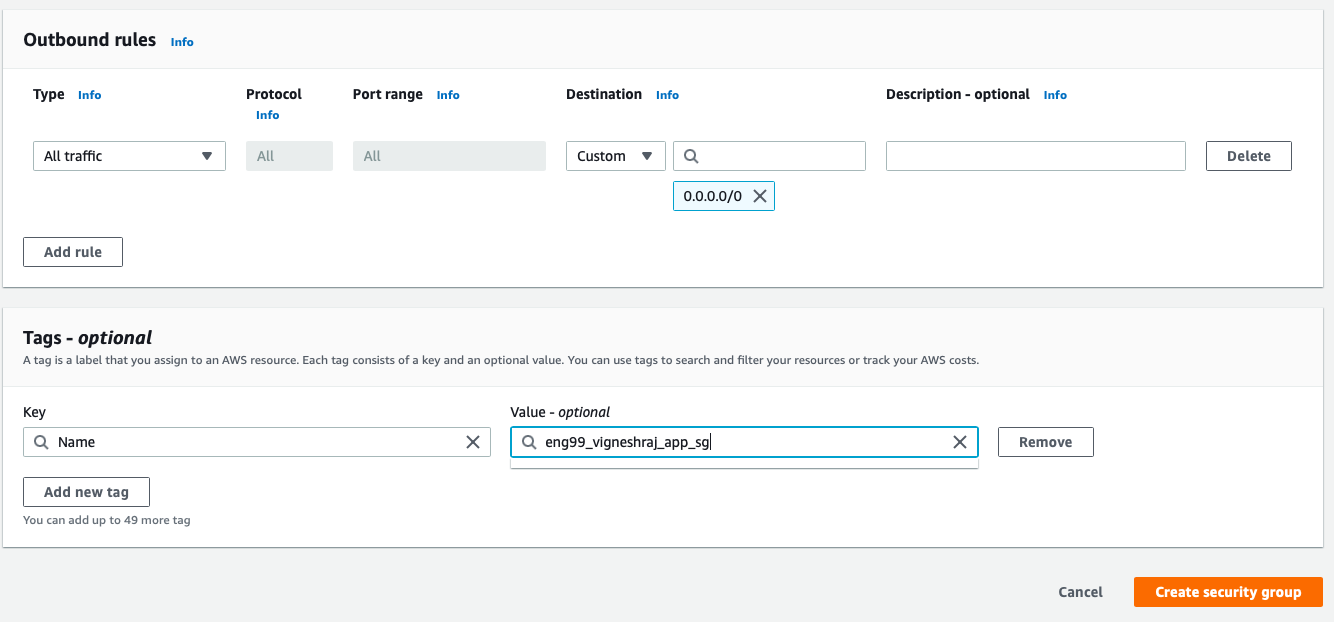 Outbound rules Info
Type Info Protocol Info Port range Info Destination Info Description - optional Info
All traffic All All Custom Delete
0.0.0.0/0
Add rule
Tags - optional
A tag is a label that you assign to an AWS resource. Each tag consists of a key and an optional value. You can use tags to search and filter your resources or track your AWS costs.
Key Value - optional
Name eng99_vigneshraj_app_sg Remove
Add new tag
You can add up to 49 more tag
Cancel Create security group